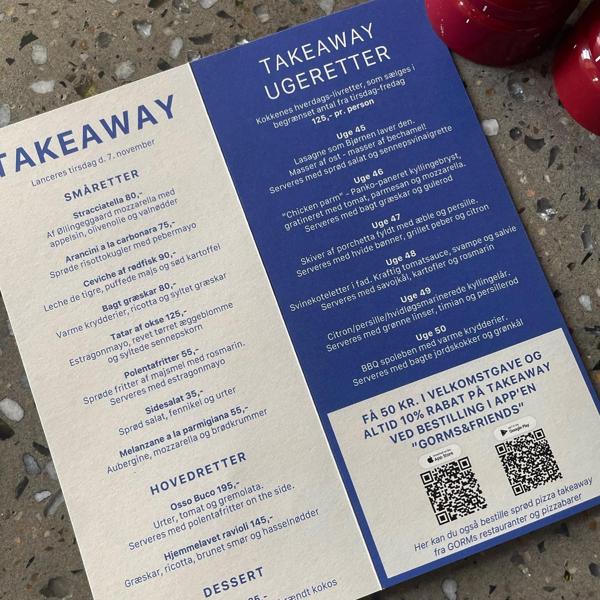 TAKEAWAY
Lanceres tirsdag d. 7. november
SMÅRETTER
Stracciatella 80,-
Af Øllingeggaard mozzarella med
appelsin, olivenolie og valnødder
Arancini a la carbonara 75,-
Sprøde risottokugler med pebermayo
Ceviche af rødfisk 90,-
Leche de tigre, puffede majs og sød kartoffel
Bagt græskar 80,-
Varme krydderier, ricotta og syltet græskar
Tatar af okse 125,-
Estragonmayo, revet tørret æggeblomme
og syltede sennepskorn
Polentafritter 55,-
Sprøde fritter af majsmel med rosmarin.
Serveres med estragonmayo
Sidesalat 35,-
Sprød salat, fennikel og urter
Melanzane a la parmigiana 55,-
Aubergine, mozzarella og brødkrummer
HOVEDRETTER
Osso Buco 195,-
Urter, tomat og gremolata.
Serveres med polentafritter on the side.
Hjemmelavet ravioli 145,-
Græskar, ricotta, brunet smør og hasselnødder
DESSERT
brændt kokos
TAKEAWAY
UGERETTER
Kokkenes hverdags-livretter, som sælges i
begrænset antal fra tirsdag-fredag
125,- pr. person
Uge 45
Lasagne som Bjørnen laver den.
Masser af ost - masser af bechamel!
Serveres med sprød salat og sennepsvinaigrette
Uge 46
"Chicken parm" - Panko-paneret kyllingebryst,
gratineret med tomat, parmesan og mozzarella.
Serveres med bagt græskar og gulerod
Uge 47
Skiver af porchetta fyldt med æble og persille.
Serveres med hvide bønner, grillet peber og citron
Uge 48
Svinekoteletter i fad. Kraftig tomatsauce, svampe og salvie
Serveres med savojkål, kartofler og rosmarin
Uge 49
Citron/persille/hvidløgsmarinerede kyllingelår.
Serveres med grønne linser, timian og persillerod
Uge 50
BBQ spoleben med varme krydderier.
Serveres med bagte jordskokker og grønkål
FÅ 50 KR. I VELKOMSTGAVE OG
ALTID 10% RABAT PÅ TAKEAWAY
VED BESTILLING I APP'EN
"GORMS&FRIENDS"
App Store
Google Play
Her kan du også bestille sprød pizza takeaway
fra GORMs restauranter og pizzabarer